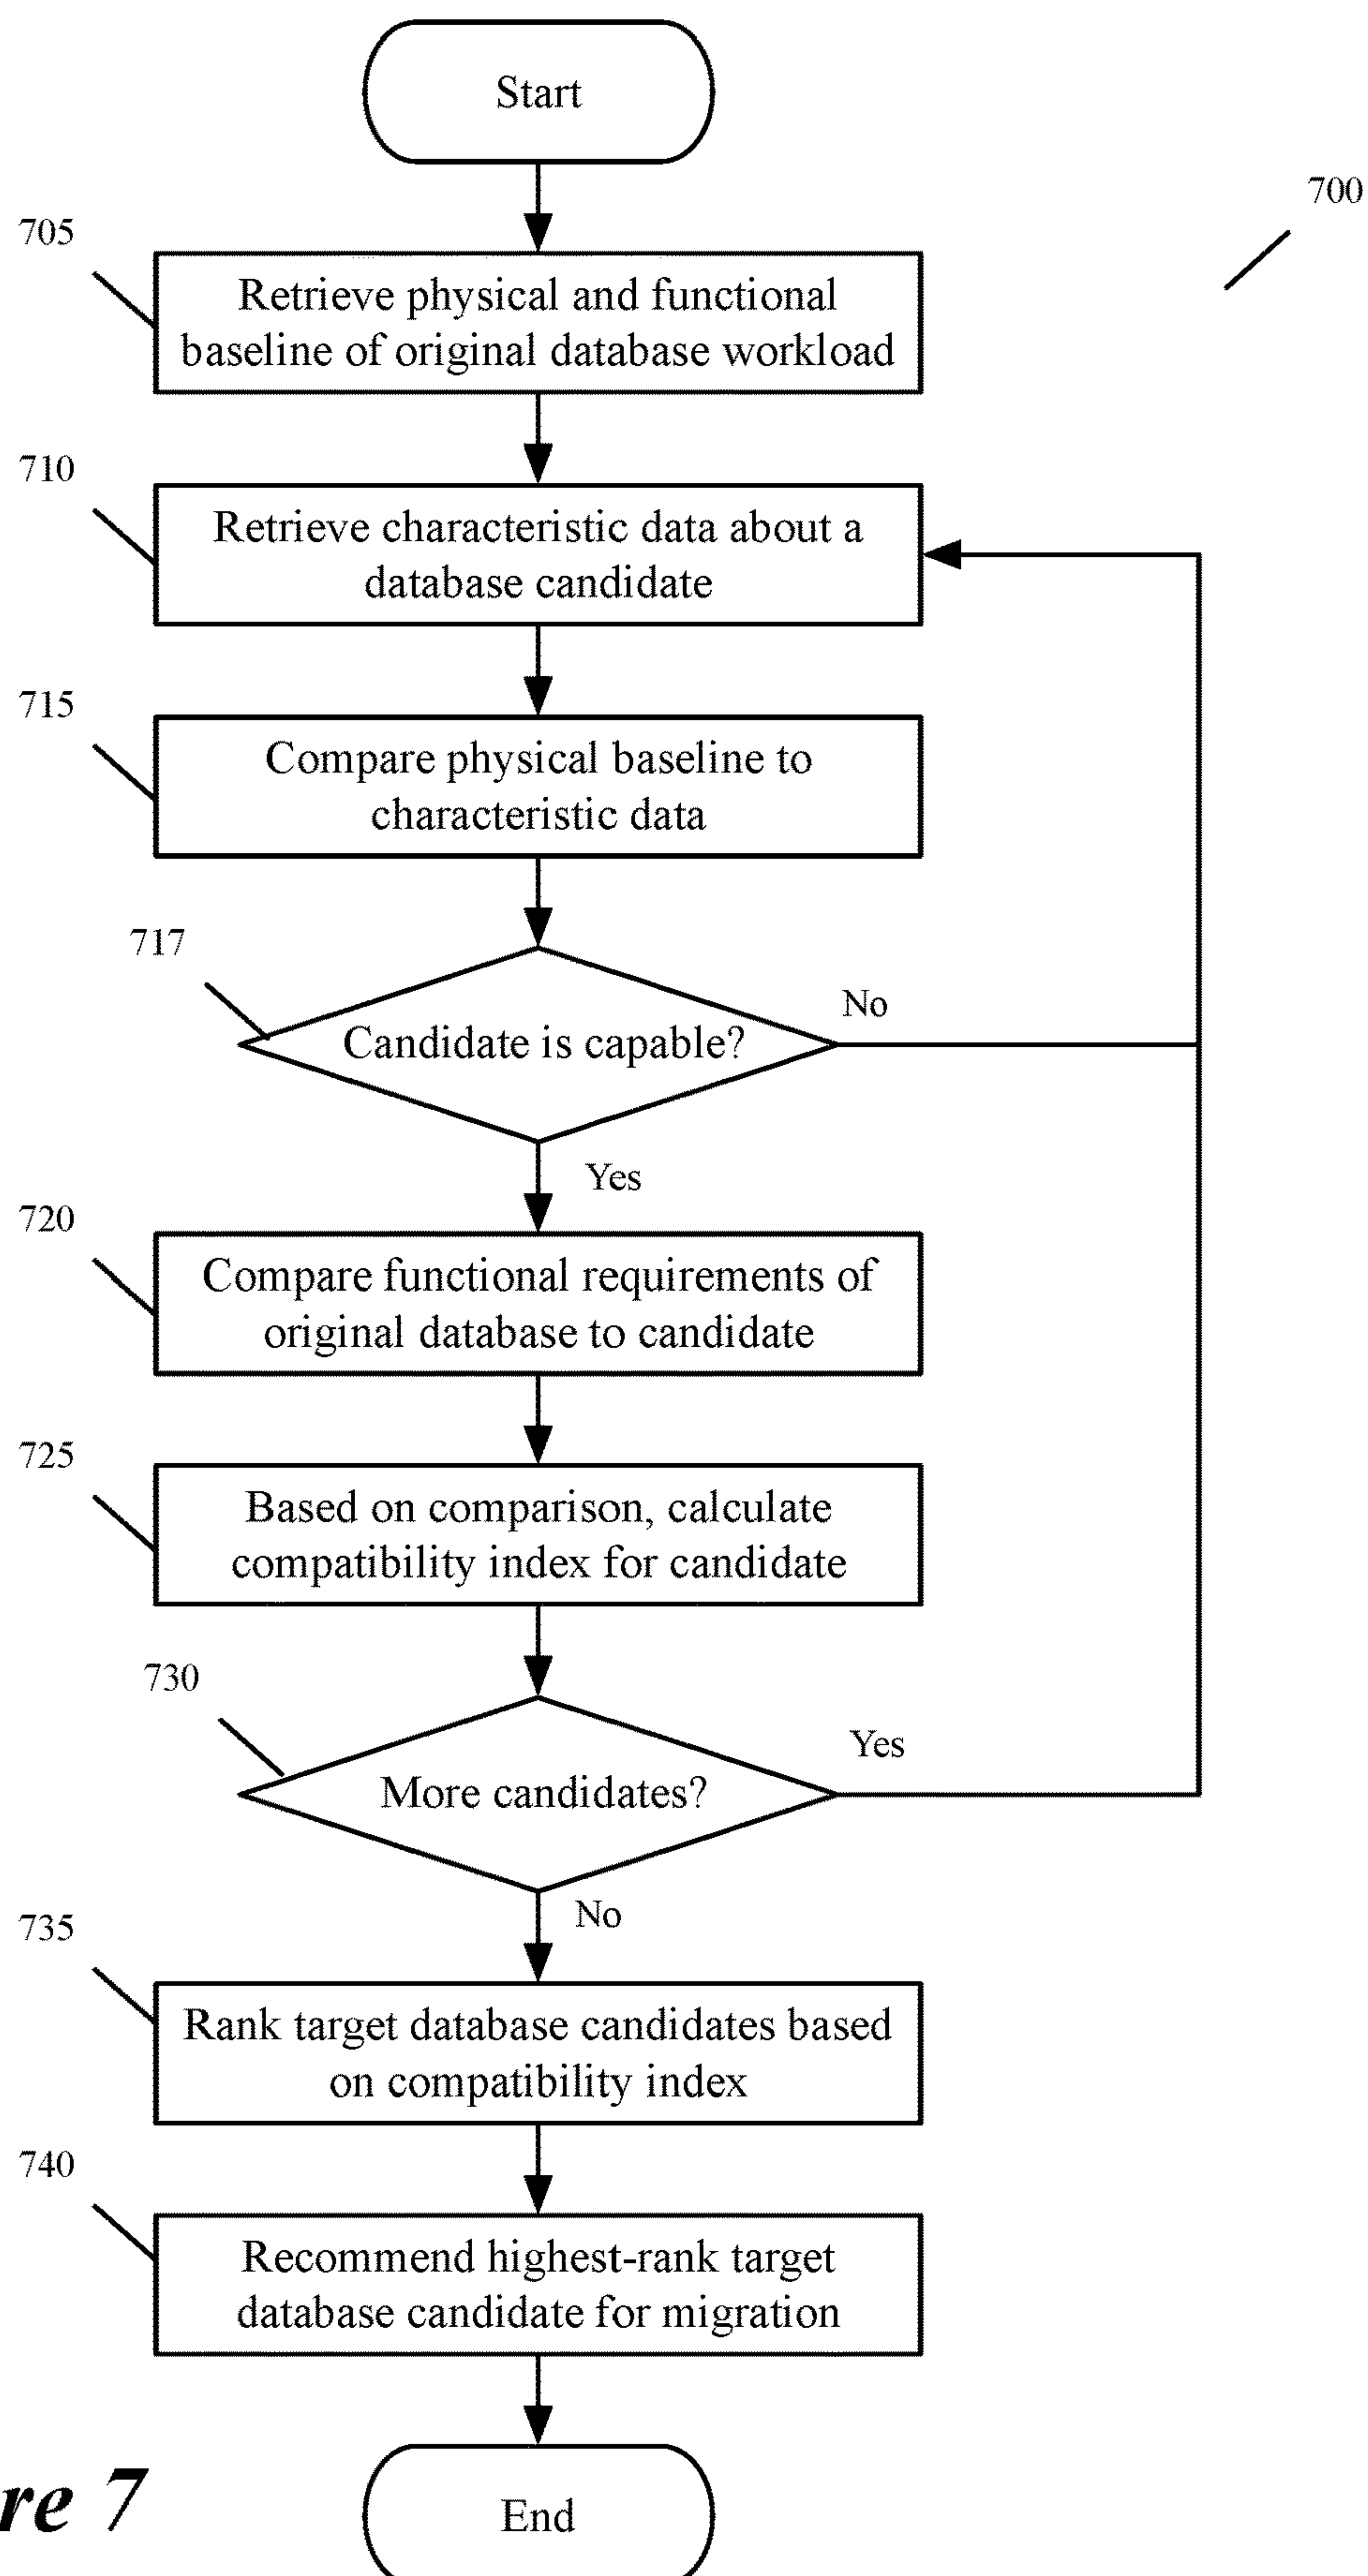 Start
700
705
Retrieve physical and functional
baseline of original database workload
710
Retrieve characteristic data about a
database candidate
715
Compare physical baseline to
characteristic data
717
Candidate is capable?
No
Yes
720
Compare functional requirements of
original database to candidate
725
Based on comparison, calculate
compatibility index for candidate
730
More candidates?
Yes
No
735
Rank target database candidates based
on compatibility index
740
Recommend highest-rank target
database candidate for migration
re 7
End